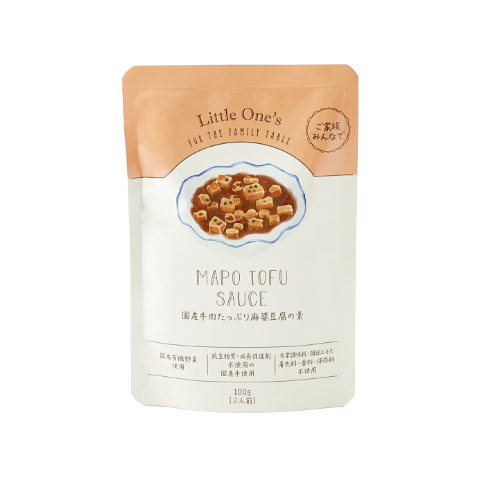 Little One's
FOR THE FAMILY TABLE
ご家族
みんなで
MAPO TOFU
SAUCE
国産牛肉たっぷり麻婆豆腐の素
国産有機野菜
使用
抗生物質・成長促進剤
不使用の
国産牛使用
化学調味料・酵母エキス
着色料・香料・保存料
不使用
100g
(3人前)